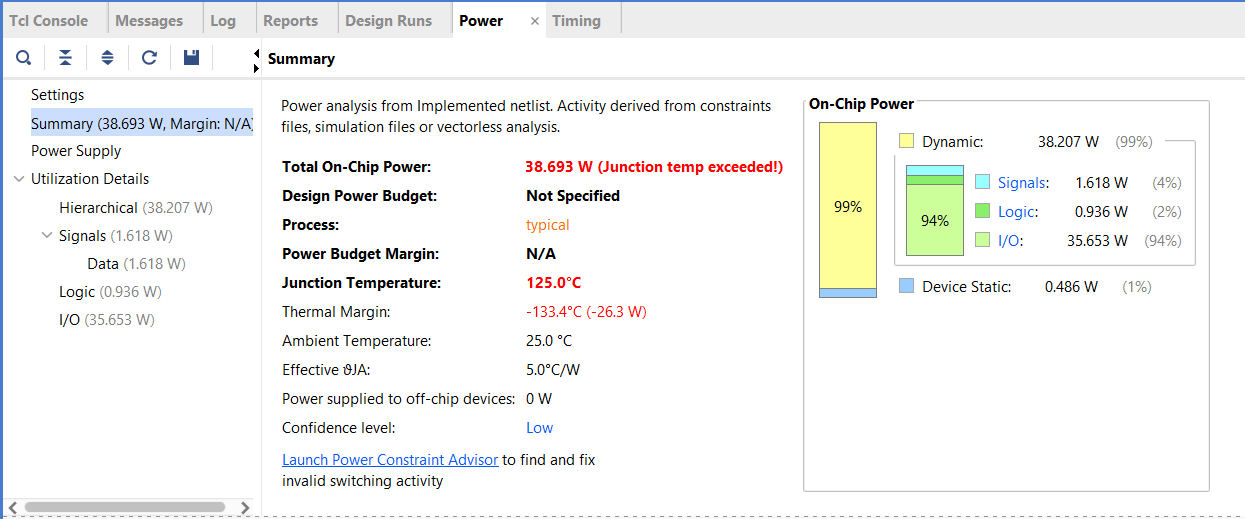 Tcl Console Messages Log Reports Design Runs Power × Timing
Summary
Settings
Summary (38.693 W, Margin: N/A)
Power Supply
Utilization Details
Hierarchical (38.207 W)
Signals (1.618 W)
Data (1.618 W)
Logic (0.936 W)
I/O (35.653 W)
Power analysis from Implemented netlist. Activity derived from constraints
files, simulation files or vectorless analysis.
Total On-Chip Power: 38.693 W (Junction temp exceeded!)
Design Power Budget: Not Specified
Process: typical
Power Budget Margin: N/A
Junction Temperature: 125.0°C
Thermal Margin: -133.4°C (-26.3 W)
Ambient Temperature: 25.0 °C
Effective ϑJA: 5.0°C/W
Power supplied to off-chip devices: 0 W
Confidence level: Low
Launch Power Constraint Advisor to find and fix
invalid switching activity
On-Chip Power
Dynamic: 38.207 W (99%)
Signals: 1.618 W (4%)
Logic: 0.936 W (2%)
I/O: 35.653 W (94%)
99%
94%
Device Static: 0.486 W (1%)